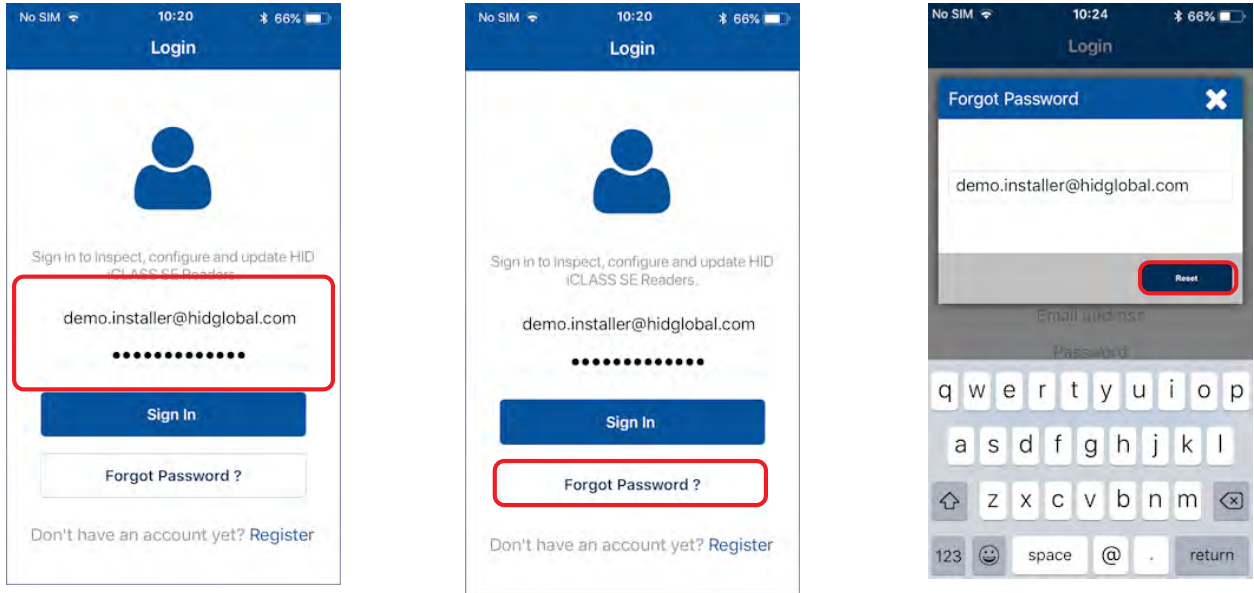 No SIM 10:20 66%
Login
Sign in to inspect, configure and update HID
iCLASS SE Readers.
demo.installer@hidglobal.com
•••••••••••••
Sign In
Forgot Password ?
Don't have an account yet? Register
No SIM 10:20 66%
Login
Sign in to inspect, configure and update HID
iCLASS SE Readers.
demo.installer@hidglobal.com
•••••••••••••
Sign In
Forgot Password ?
Don't have an account yet? Register
No SIM 10:24 66%
Login
Forgot Password
demo.installer@hidglobal.com
Reset
Email address
Password
q w e r t y u i o p
a s d f g h j k l
z x c v b n m
123 space @ . return